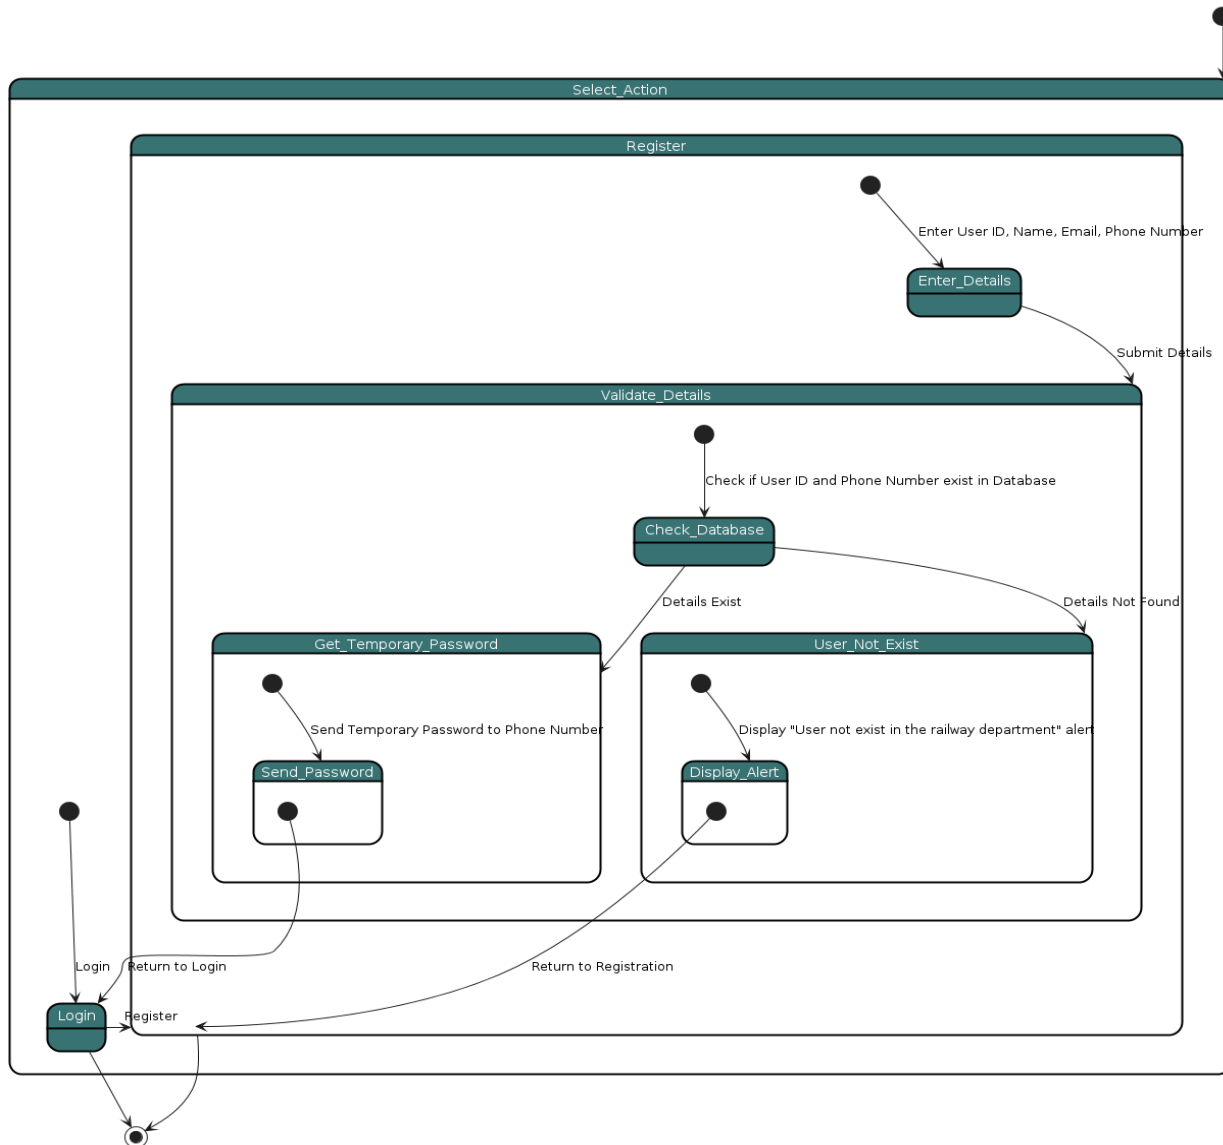 Select_Action
Register
Enter User ID, Name, Email, Phone Number
Enter_Details
Submit Details
Validate_Details
Check if User ID and Phone Number exist in Database
Check_Database
Details Exist
Details Not Found
Get_Temporary_Password
User_Not_Exist
Send Temporary Password to Phone Number
Display "User not exist in the railway department" alert
Send_Password
Display_Alert
Login
Return to Login
Return to Registration
Login
Register